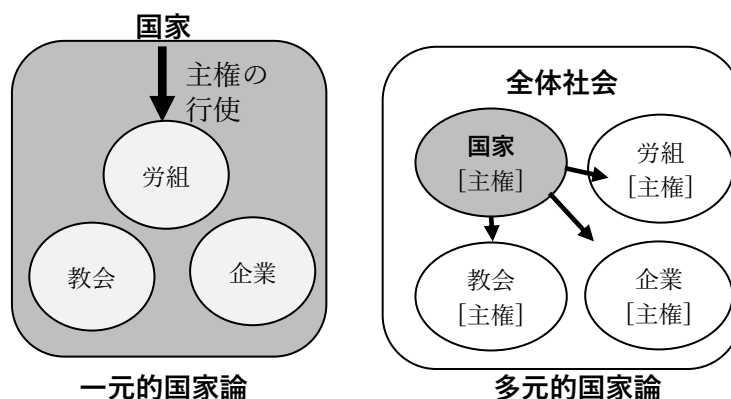 国家
主権の
行使
労組
教会
企業
一元的国家論
全体社会
国家
[主権]
労組
[主権]
教会
[主権]
企業
[主権]
多元的国家論